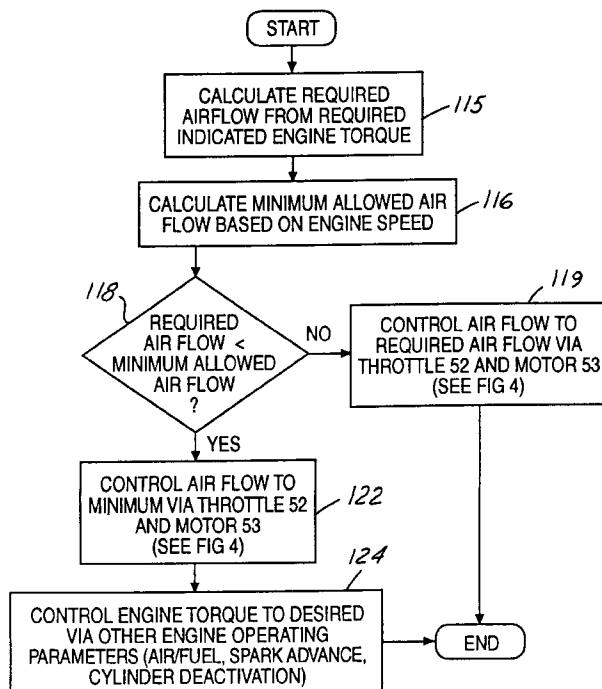 START
CALCULATE REQUIRED
AIRFLOW FROM REQUIRED
INDICATED ENGINE TORQUE
115
CALCULATE MINIMUM ALLOWED AIR
FLOW BASED ON ENGINE SPEED
116
118
REQUIRED
AIR FLOW <
MINIMUM ALLOWED
AIR FLOW
?
NO
119
CONTROL AIR FLOW TO
REQUIRED AIR FLOW VIA
THROTTLE 52 AND MOTOR 53
(SEE FIG 4)
YES
CONTROL AIR FLOW TO
MINIMUM VIA THROTTLE 52
AND MOTOR 53
(SEE FIG 4)
122
124
CONTROL ENGINE TORQUE TO DESIRED
VIA OTHER ENGINE OPERATING
PARAMETERS (AIR/FUEL, SPARK ADVANCE,
CYLINDER DEACTIVATION)
END